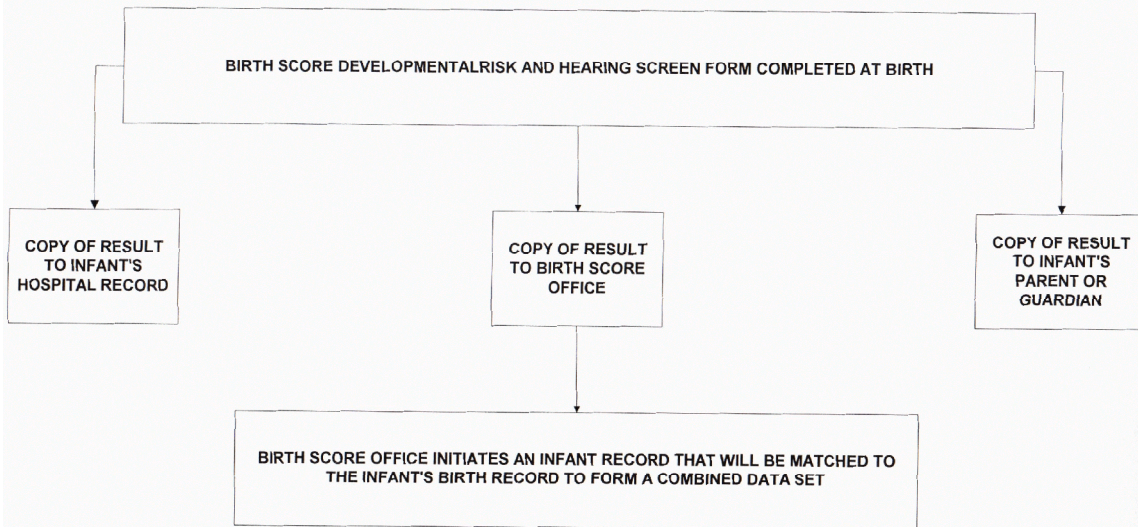 BIRTH SCORE DEVELOPMENTALRISK AND HEARING SCREEN FORM COMPLETED AT BIRTH
COPY OF RESULT
TO INFANT'S
HOSPITAL RECORD
COPY OF RESULT
TO BIRTH SCORE
OFFICE
COPY OF RESULT
TO INFANT'S
PARENT OR
GUARDIAN
BIRTH SCORE OFFICE INITIATES AN INFANT RECORD THAT WILL BE MATCHED TO
THE INFANT'S BIRTH RECORD TO FORM A COMBINED DATA SET